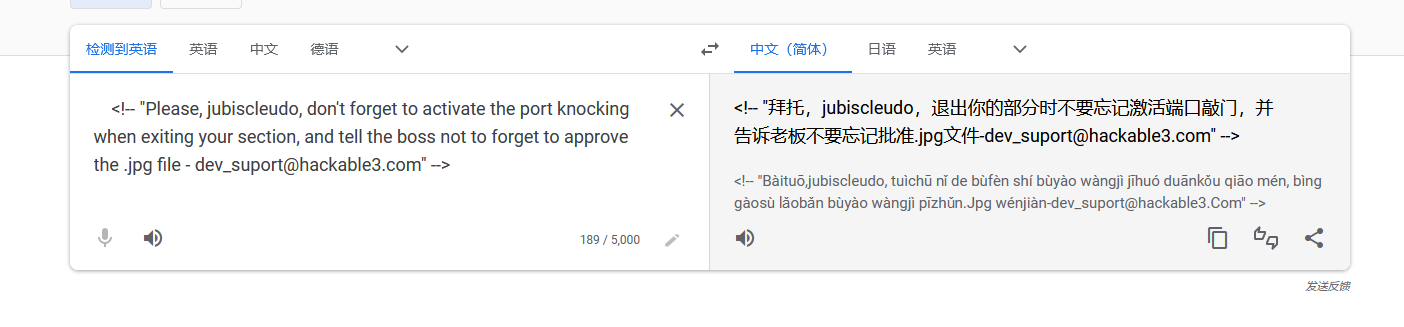 检测到英语 英语 中文 德语
中文（简体） 日语 英语
<!-- "Please, jubiscleudo, don't forget to activate the port knocking
when exiting your section, and tell the boss not to forget to approve
the .jpg file - dev_suport@hackable3.com" -->
189 / 5,000
<!-- "拜托，jubiscleudo，退出你的部分时不要忘记激活端口敲门，并
告诉老板不要忘记批准.jpg文件-dev_suport@hackable3.com" -->
<!-- "Bàituō,jubiscleudo, tuìchū nǐ de bùfèn shí bùyào wàngjì jīhuó duānkǒu qiāo mén, bìng
gàosù lǎobǎn bùyào wàngjì pīzhǔn.Jpg wénjiàn-dev_suport@hackable3.Com" -->
发送反馈